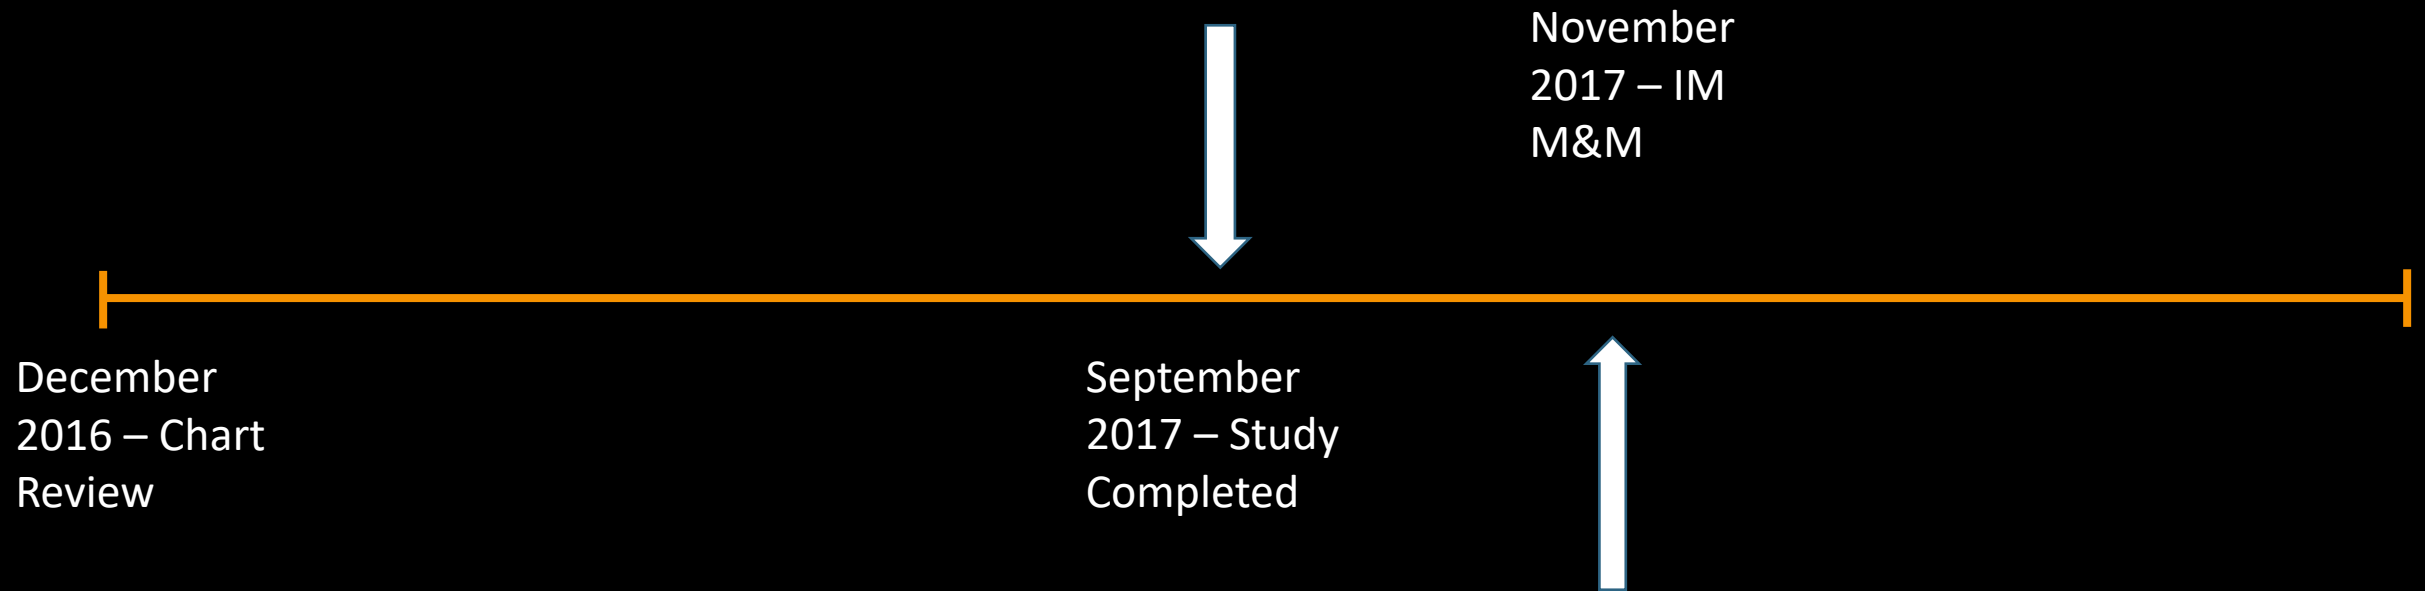 December
2016 – Chart
Review
September
2017 – Study
Completed
November
2017 – IM
M&M